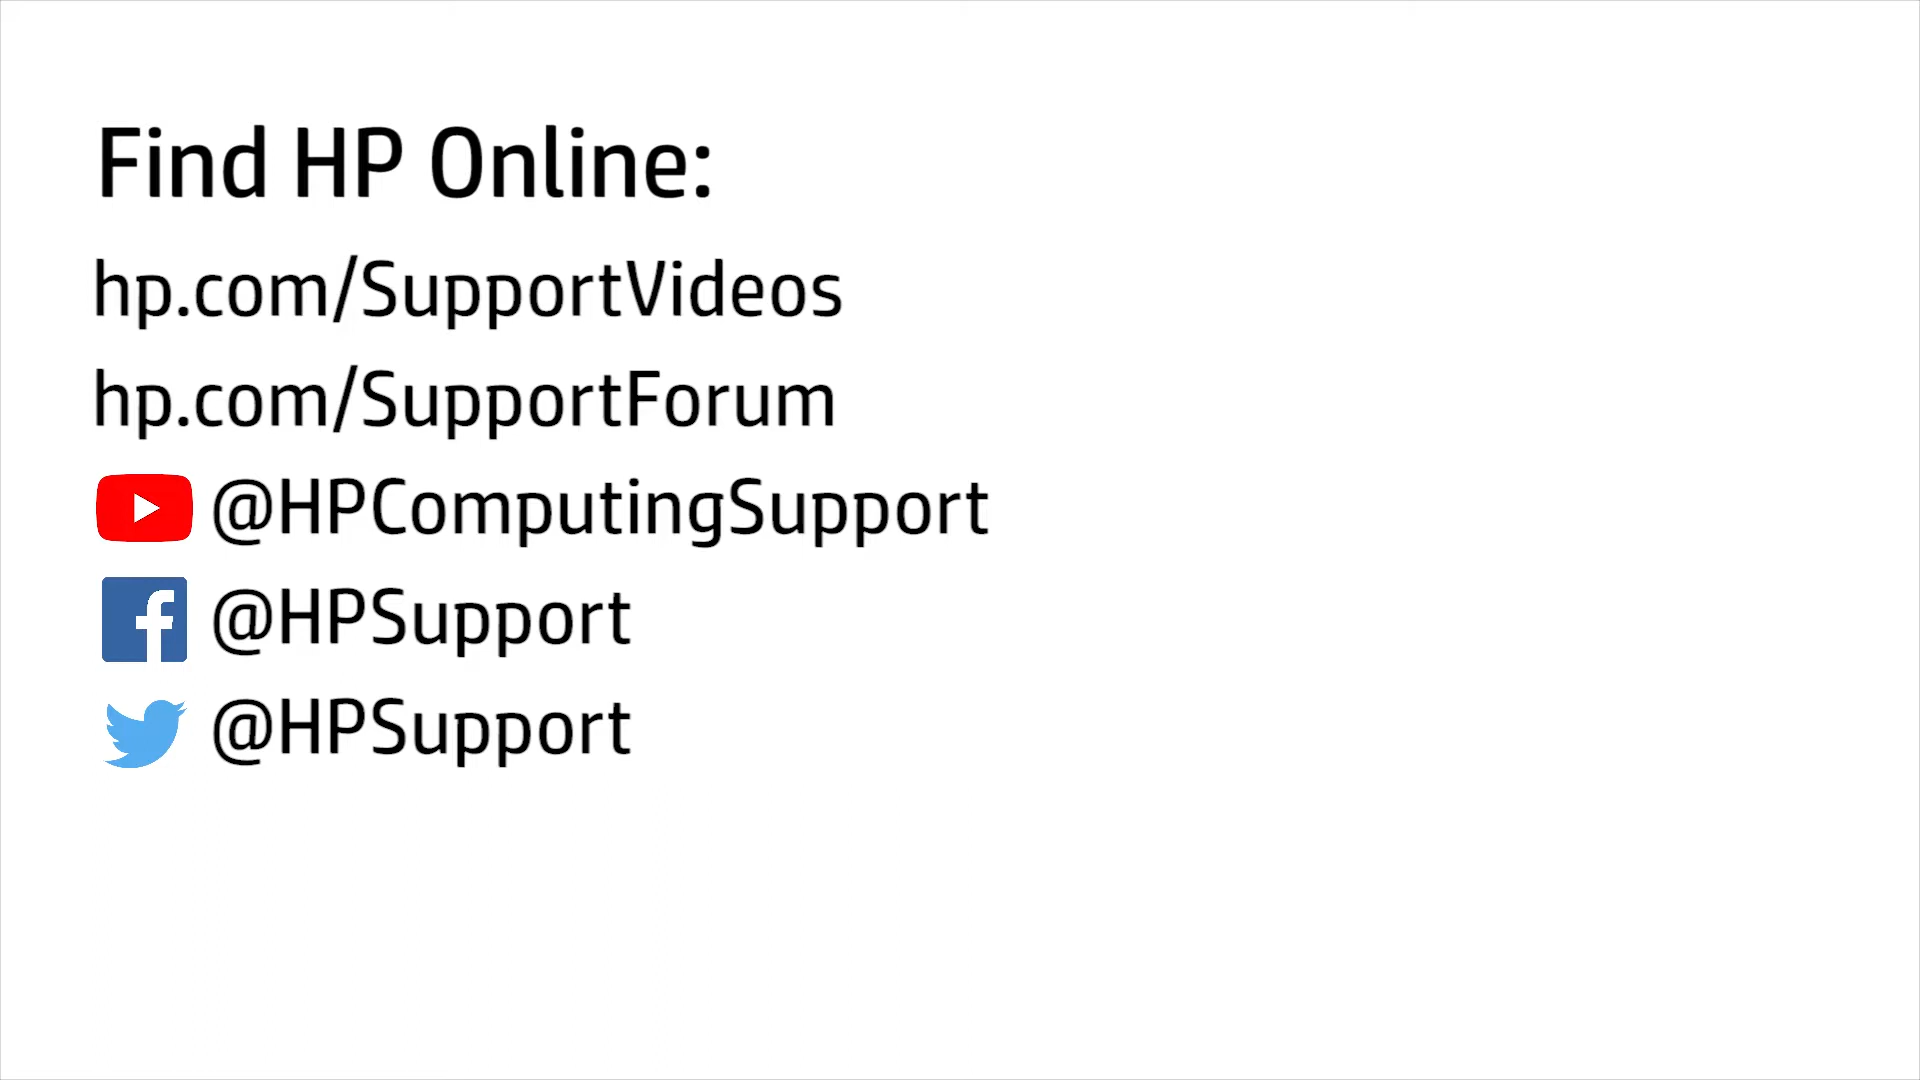 Find HP Online:
hp.com/SupportVideos
hp.com/SupportForum
@HPComputingSupport
@HPSupport
@HPSupport